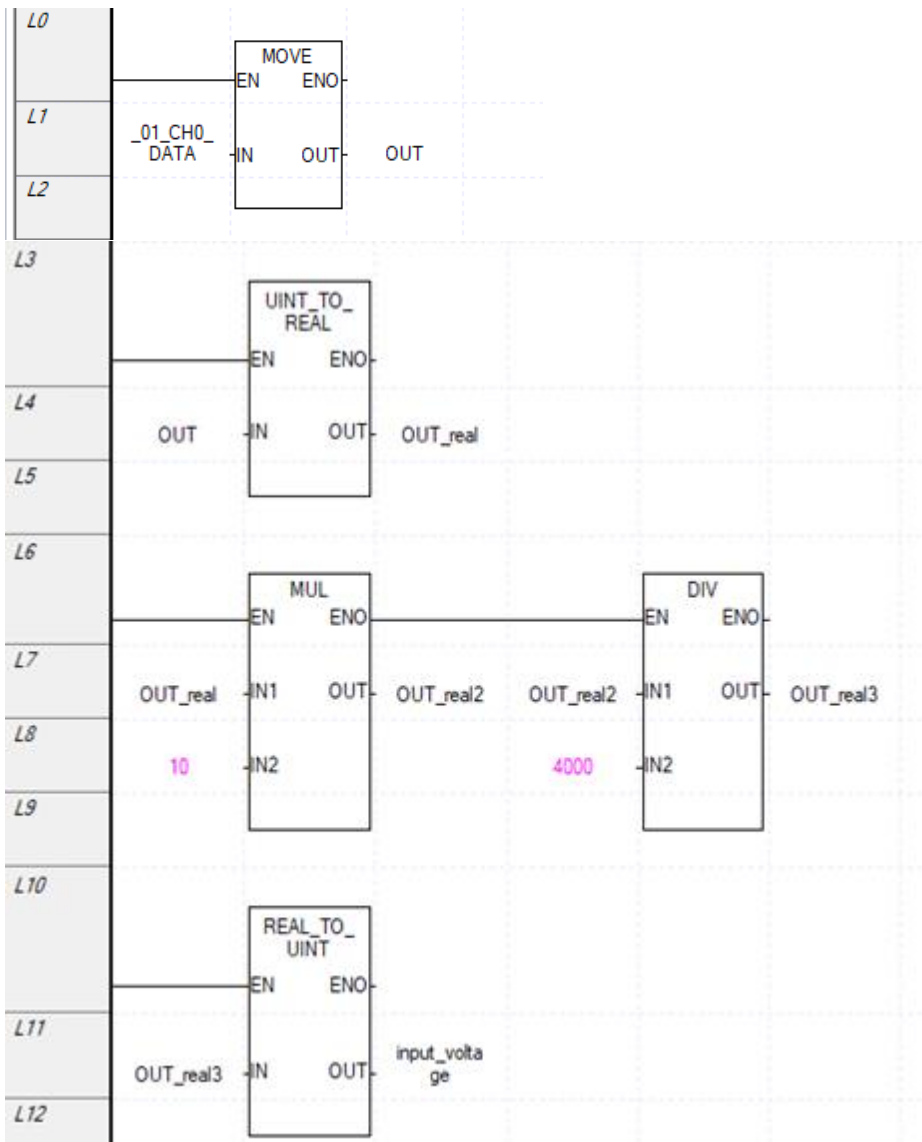 L0
MOVE
EN ENO
L1
_01_CH0_
DATA IN OUT OUT
L2
L3
UINT_TO_
REAL
EN ENO
L4
OUT IN OUT OUT_real
L5
L6
MUL DIV
EN ENO EN ENO
L7
OUT_real IN1 OUT OUT_real2 OUT_real2 IN1 OUT OUT_real3
L8
10 IN2 4000 IN2
L9
L10
REAL_TO_
UINT
EN ENO
L11
input_volta
OUT_real3 IN OUT ge
L12